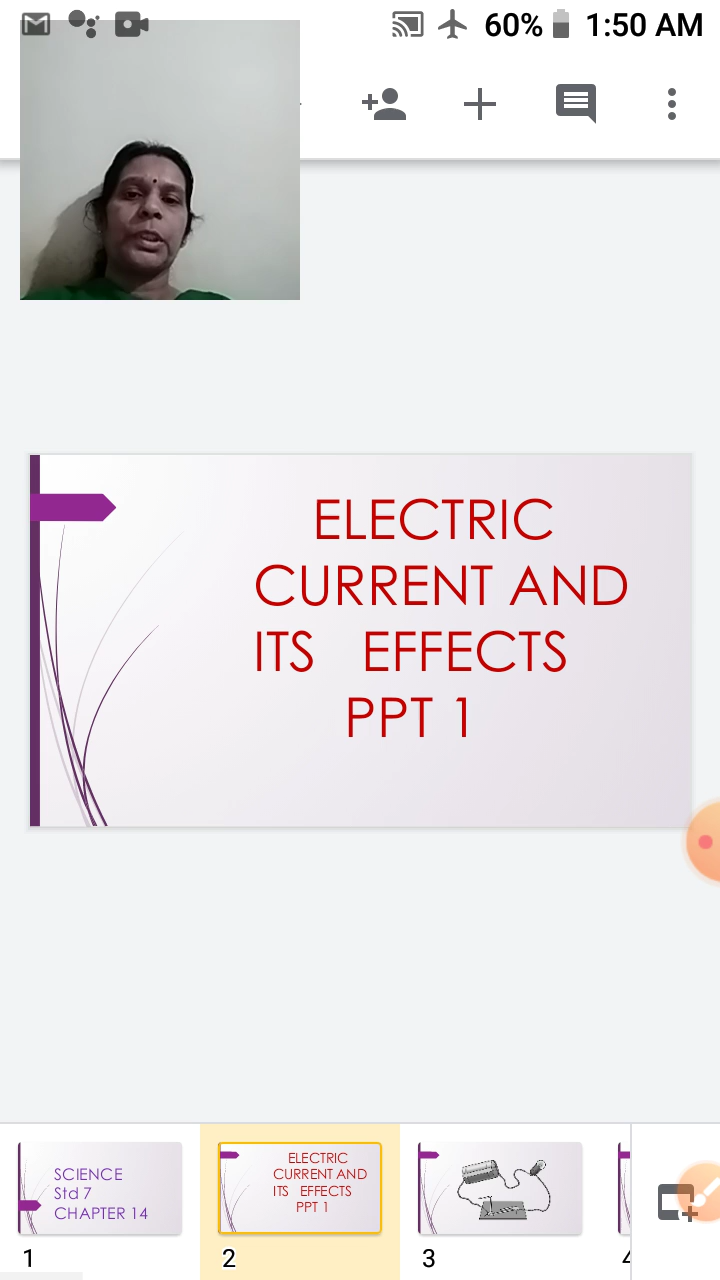 60% 1:50 AM
ELECTRIC
CURRENT AND
ITS EFFECTS
PPT 1
SCIENCE
Std 7
CHAPTER 14
1
ELECTRIC
CURRENT AND
ITS EFFECTS
PPT 1
2
3
4